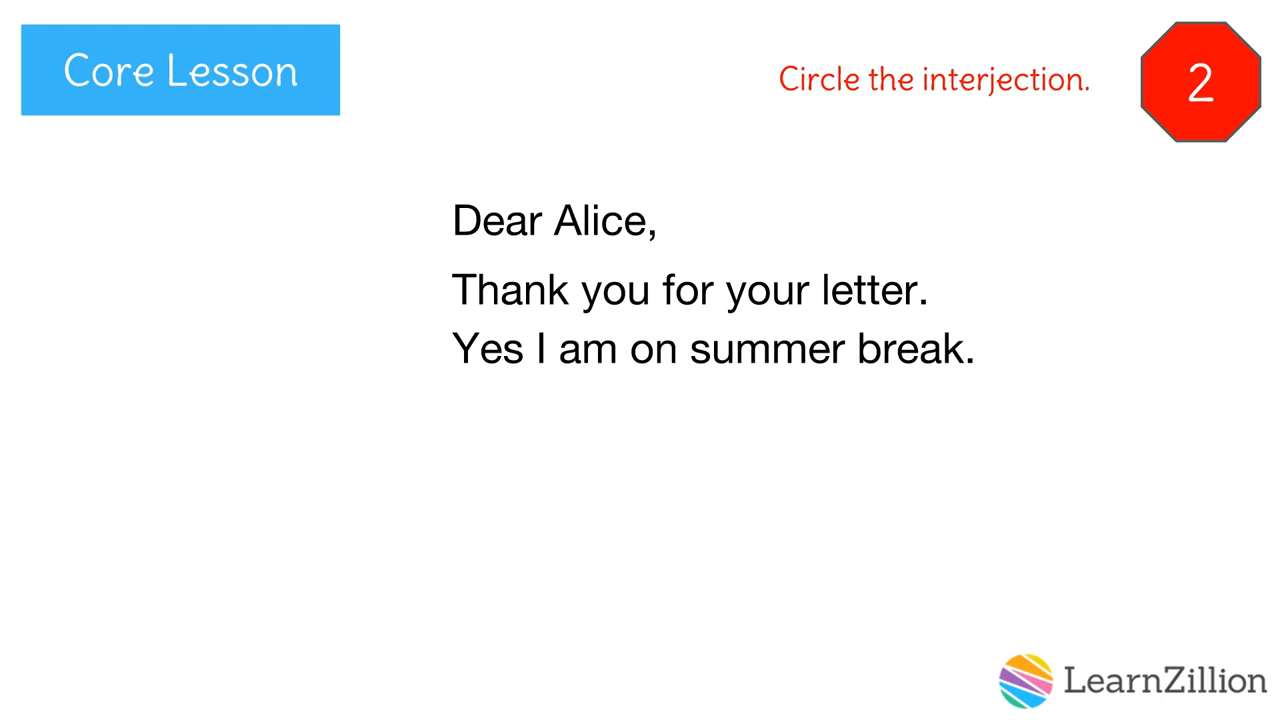 Core Lesson
Circle the interjection.
2
Dear Alice,
Thank you for your letter.
Yes I am on summer break.
LearnZillion